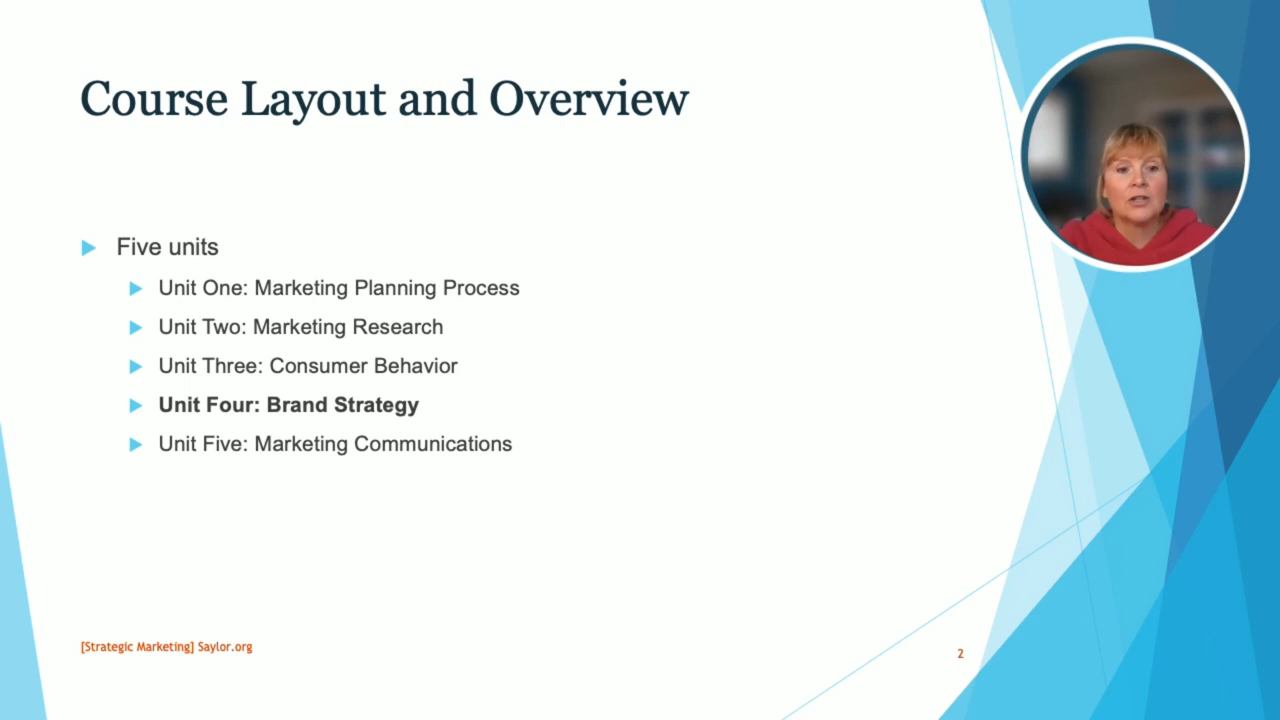 Course Layout and Overview
Five units
Unit One: Marketing Planning Process
Unit Two: Marketing Research
Unit Three: Consumer Behavior
Unit Four: Brand Strategy
Unit Five: Marketing Communications
[Strategic Marketing] Saylor.org
2